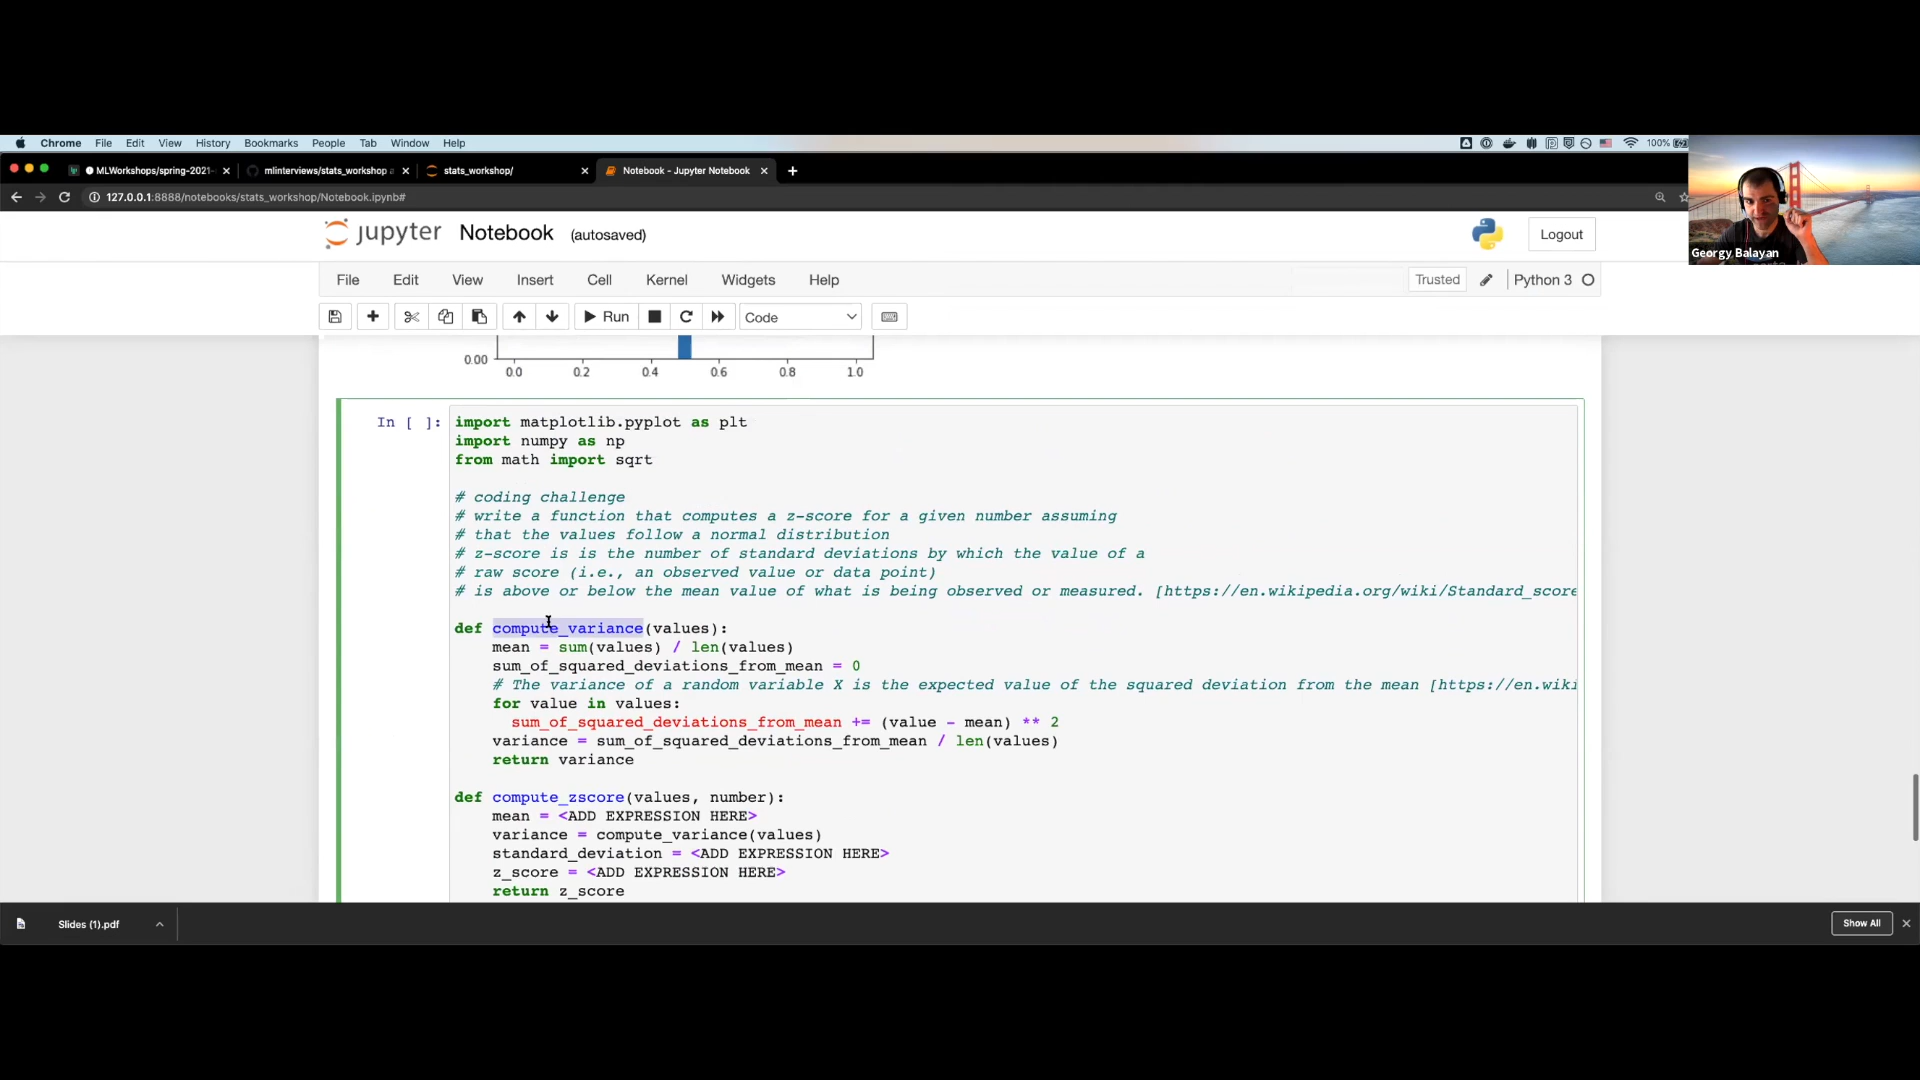 Chrome File Edit View History Bookmarks People Tab Window Help 100%
MLWorkshops/spring-2021- mlinterviews/stats_workshop stats_workshop/ Notebook - Jupyter Notebook
127.0.0.1:8888/notebooks/stats_workshop/Notebook.ipynb#
Georgy Balayan
jupyter Notebook (autosaved) Logout
File Edit View Insert Cell Kernel Widgets Help Trusted Python 3
Run Code
0.00
0.0 0.2 0.4 0.6 0.8 1.0
In [ ]: import matplotlib.pyplot as plt
import numpy as np
from math import sqrt
# coding challenge
# write a function that computes a z-score for a given number assuming
# that the values follow a normal distribution
# z-score is is the number of standard deviations by which the value of a
# raw score (i.e., an observed value or data point)
# is above or below the mean value of what is being observed or measured. [https://en.wikipedia.org/wiki/Standard_score
def compute_variance(values):
mean = sum(values) / len(values)
sum_of_squared_deviations_from_mean = 0
# The variance of a random variable X is the expected value of the squared deviation from the mean [https://en.wiki
for value in values:
sum_of_squared_deviations_from_mean += (value - mean) ** 2
variance = sum_of_squared_deviations_from_mean / len(values)
return variance
def compute_zscore(values, number):
mean = <ADD EXPRESSION HERE>
variance = compute_variance(values)
standard_deviation = <ADD EXPRESSION HERE>
z_score = <ADD EXPRESSION HERE>
return z_score
Slides (1).pdf Show All